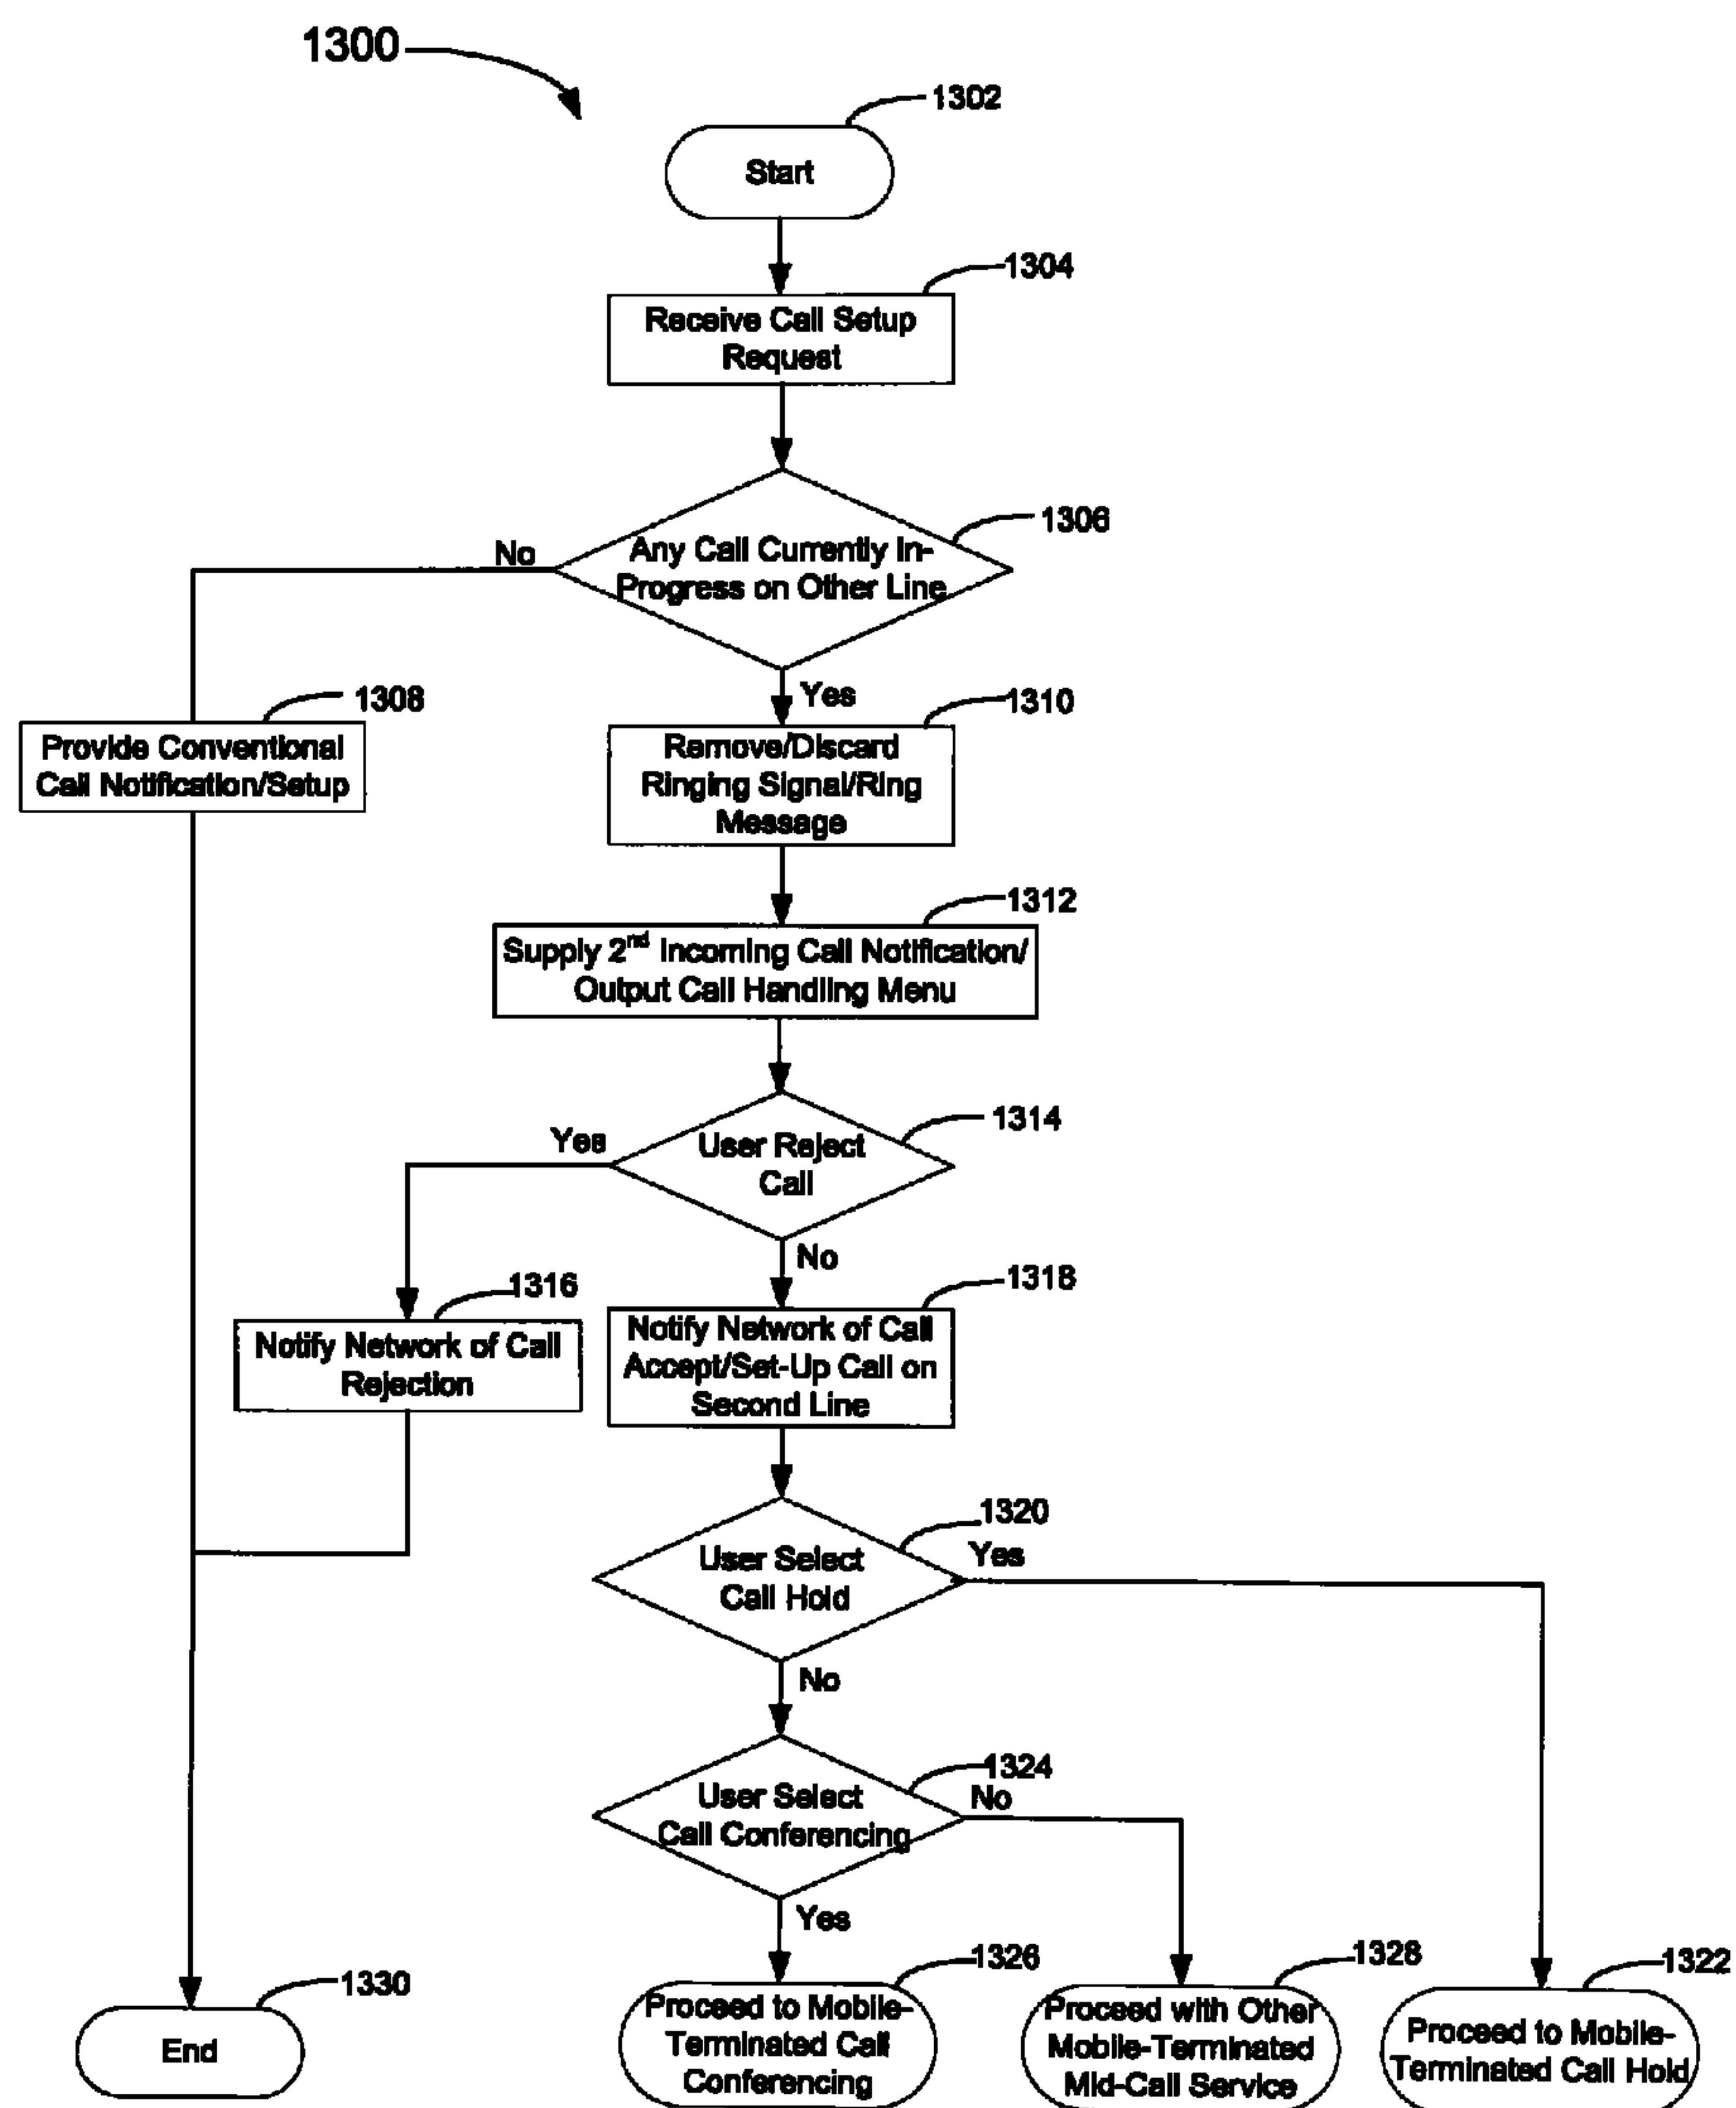 1300
1302
Start
1304
Receive Call Setup
Request
1306
Any Call Currently In-
Progress on Other Line
No
Yes
1308
Provide Conventional
Call Notification/Setup
1310
Remove/Discard
Ringing Signal/Ring
Message
1312
Supply 2nd Incoming Call Notification/
Output Call Handling Menu
1314
User Reject
Call
Yes
No
1316
Notify Network of Call
Rejection
1318
Notify Network of Call
Accept/Set-Up Call on
Second Line
1320
User Select
Call Hold
Yes
No
1324
User Select
Call Conferencing
No
Yes
1330
End
1326
Proceed to Mobile-
Terminated Call
Conferencing
1328
Proceed with Other
Mobile-Terminated
Mid-Call Service
1322
Proceed to Mobile-
Terminated Call Hold